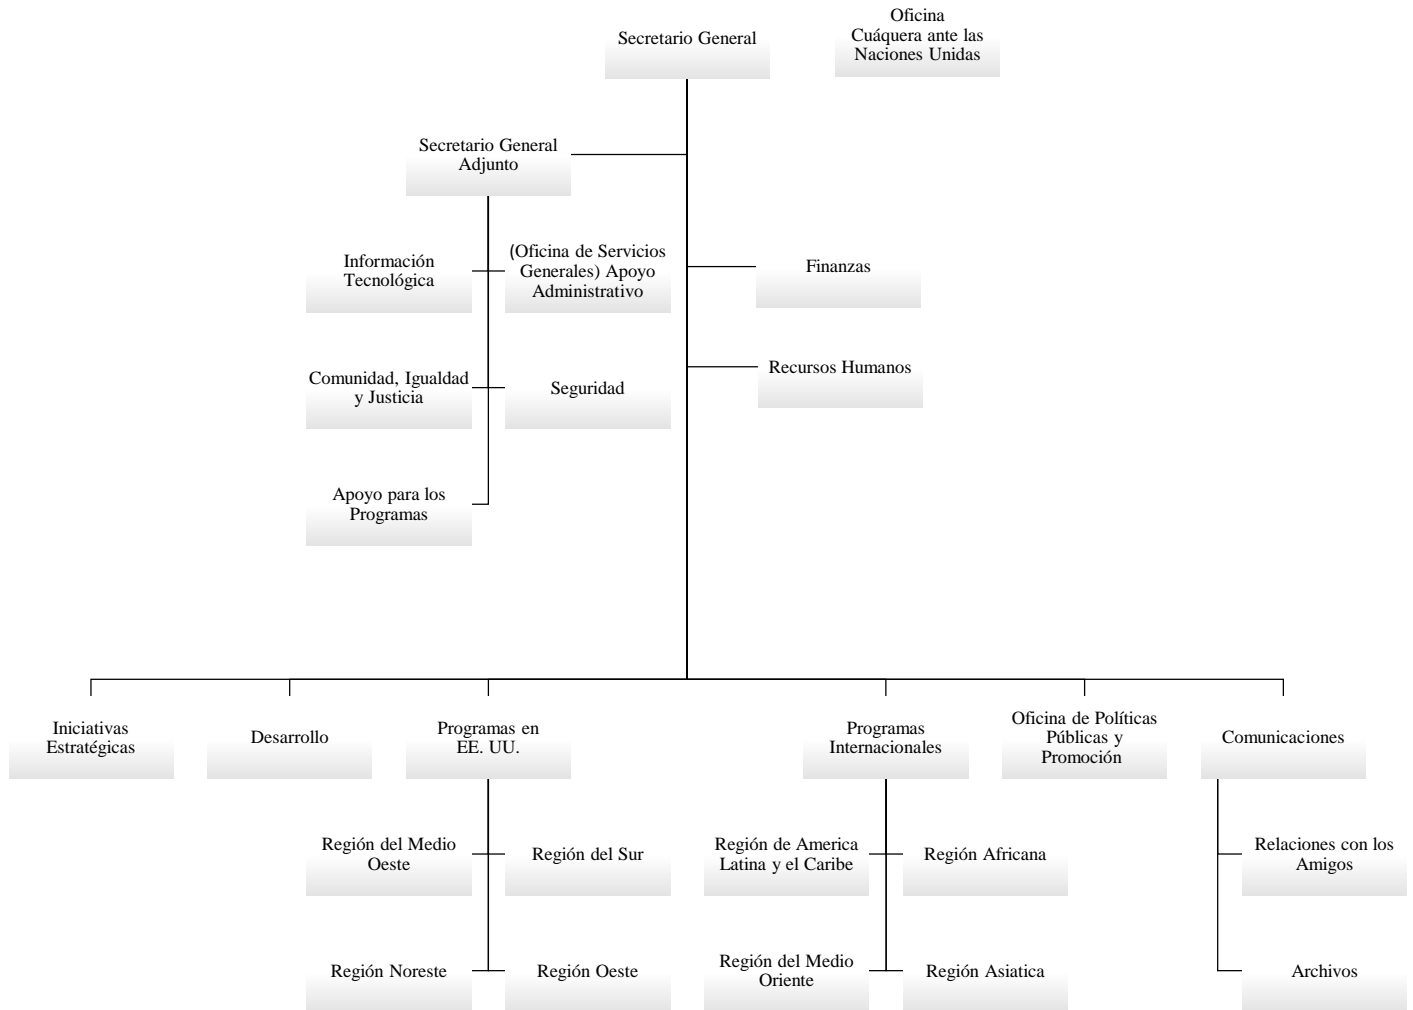 Secretario General
Oficina
Cuáquera ante las
Naciones Unidas
Secretario General
Adjunto
Información
Tecnológica
(Oficina de Servicios
Generales) Apoyo
Administrativo
Finanzas
Comunidad, Igualdad
y Justicia
Seguridad
Recursos Humanos
Apoyo para los
Programas
Iniciativas
Estratégicas
Desarrollo
Programas en
EE. UU.
Programas
Internacionales
Oficina de Políticas
Públicas y
Promoción
Comunicaciones
Región del Medio
Oeste
Región del Sur
Región de America
Latina y el Caribe
Región Africana
Relaciones con los
Amigos
Región Noreste
Región Oeste
Región del Medio
Oriente
Región Asiatica
Archivos